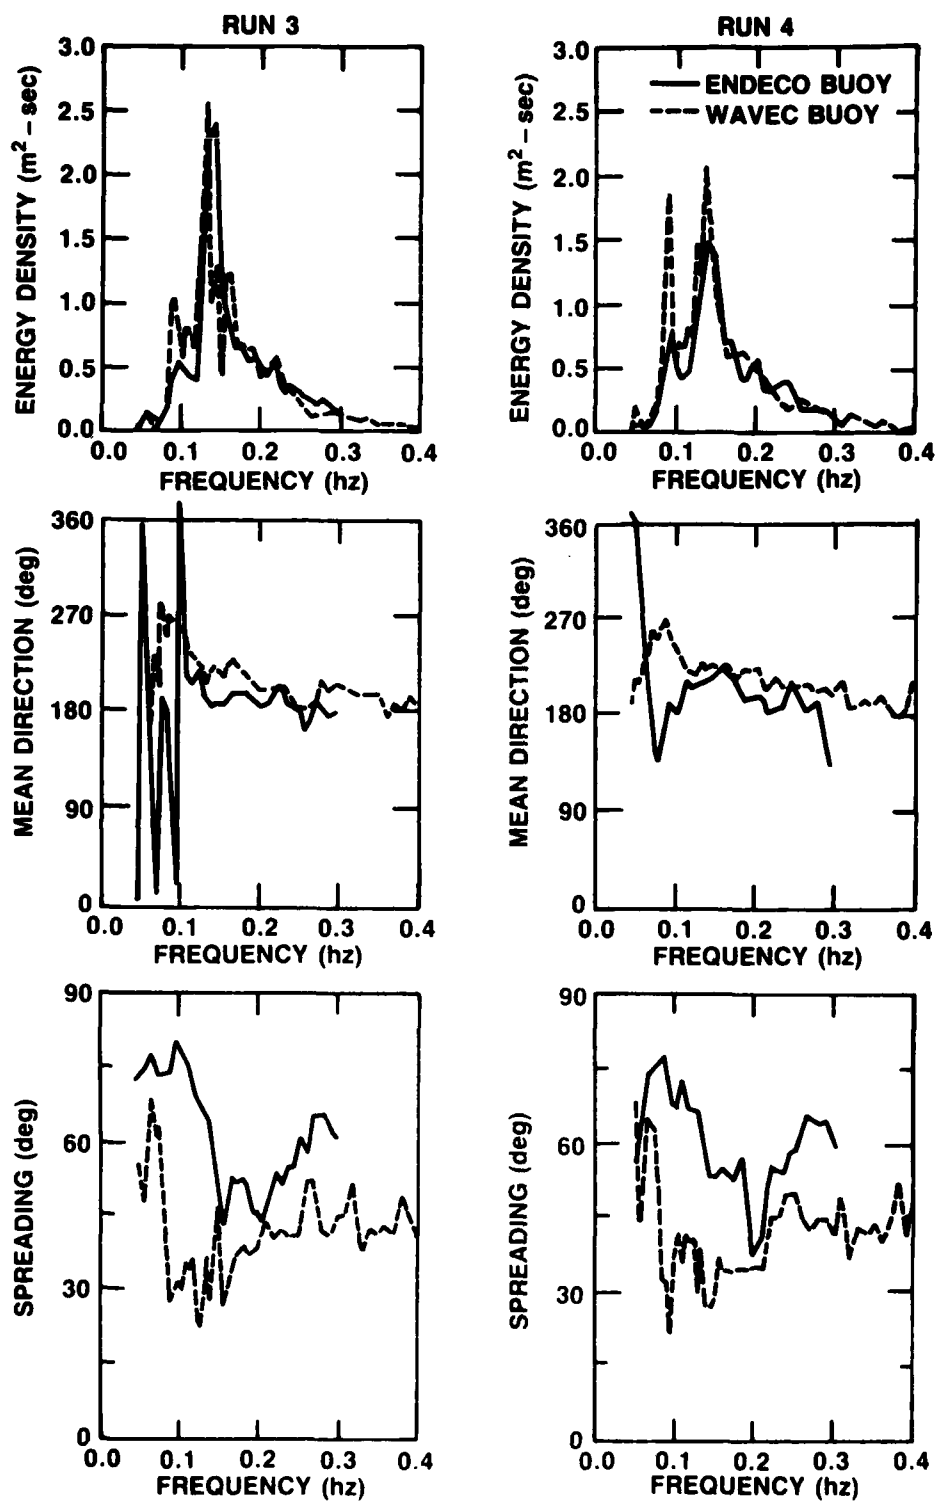 RUN 3
3.0
2.5
2.0
1.5
1.0
0.5
0.0
ENERGY DENSITY (m² – sec)
0.0 0.1 0.2 0.3 0.4
FREQUENCY (hz)
RUN 4
ENDECO BUOY
WAVEC BUOY
3.0
2.5
2.0
1.5
1.0
0.5
0.0
ENERGY DENSITY (m² – sec)
0.0 0.1 0.2 0.3 0.4
FREQUENCY (hz)
360
270
180
90
0
MEAN DIRECTION (deg)
0.0 0.1 0.2 0.3 0.4
FREQUENCY (hz)
360
270
180
90
0
MEAN DIRECTION (deg)
0.0 0.1 0.2 0.3 0.4
FREQUENCY (hz)
90
60
30
0
SPREADING (deg)
0.0 0.1 0.2 0.3 0.4
FREQUENCY (hz)
90
60
30
0
SPREADING (deg)
0.0 0.1 0.2 0.3 0.4
FREQUENCY (hz)